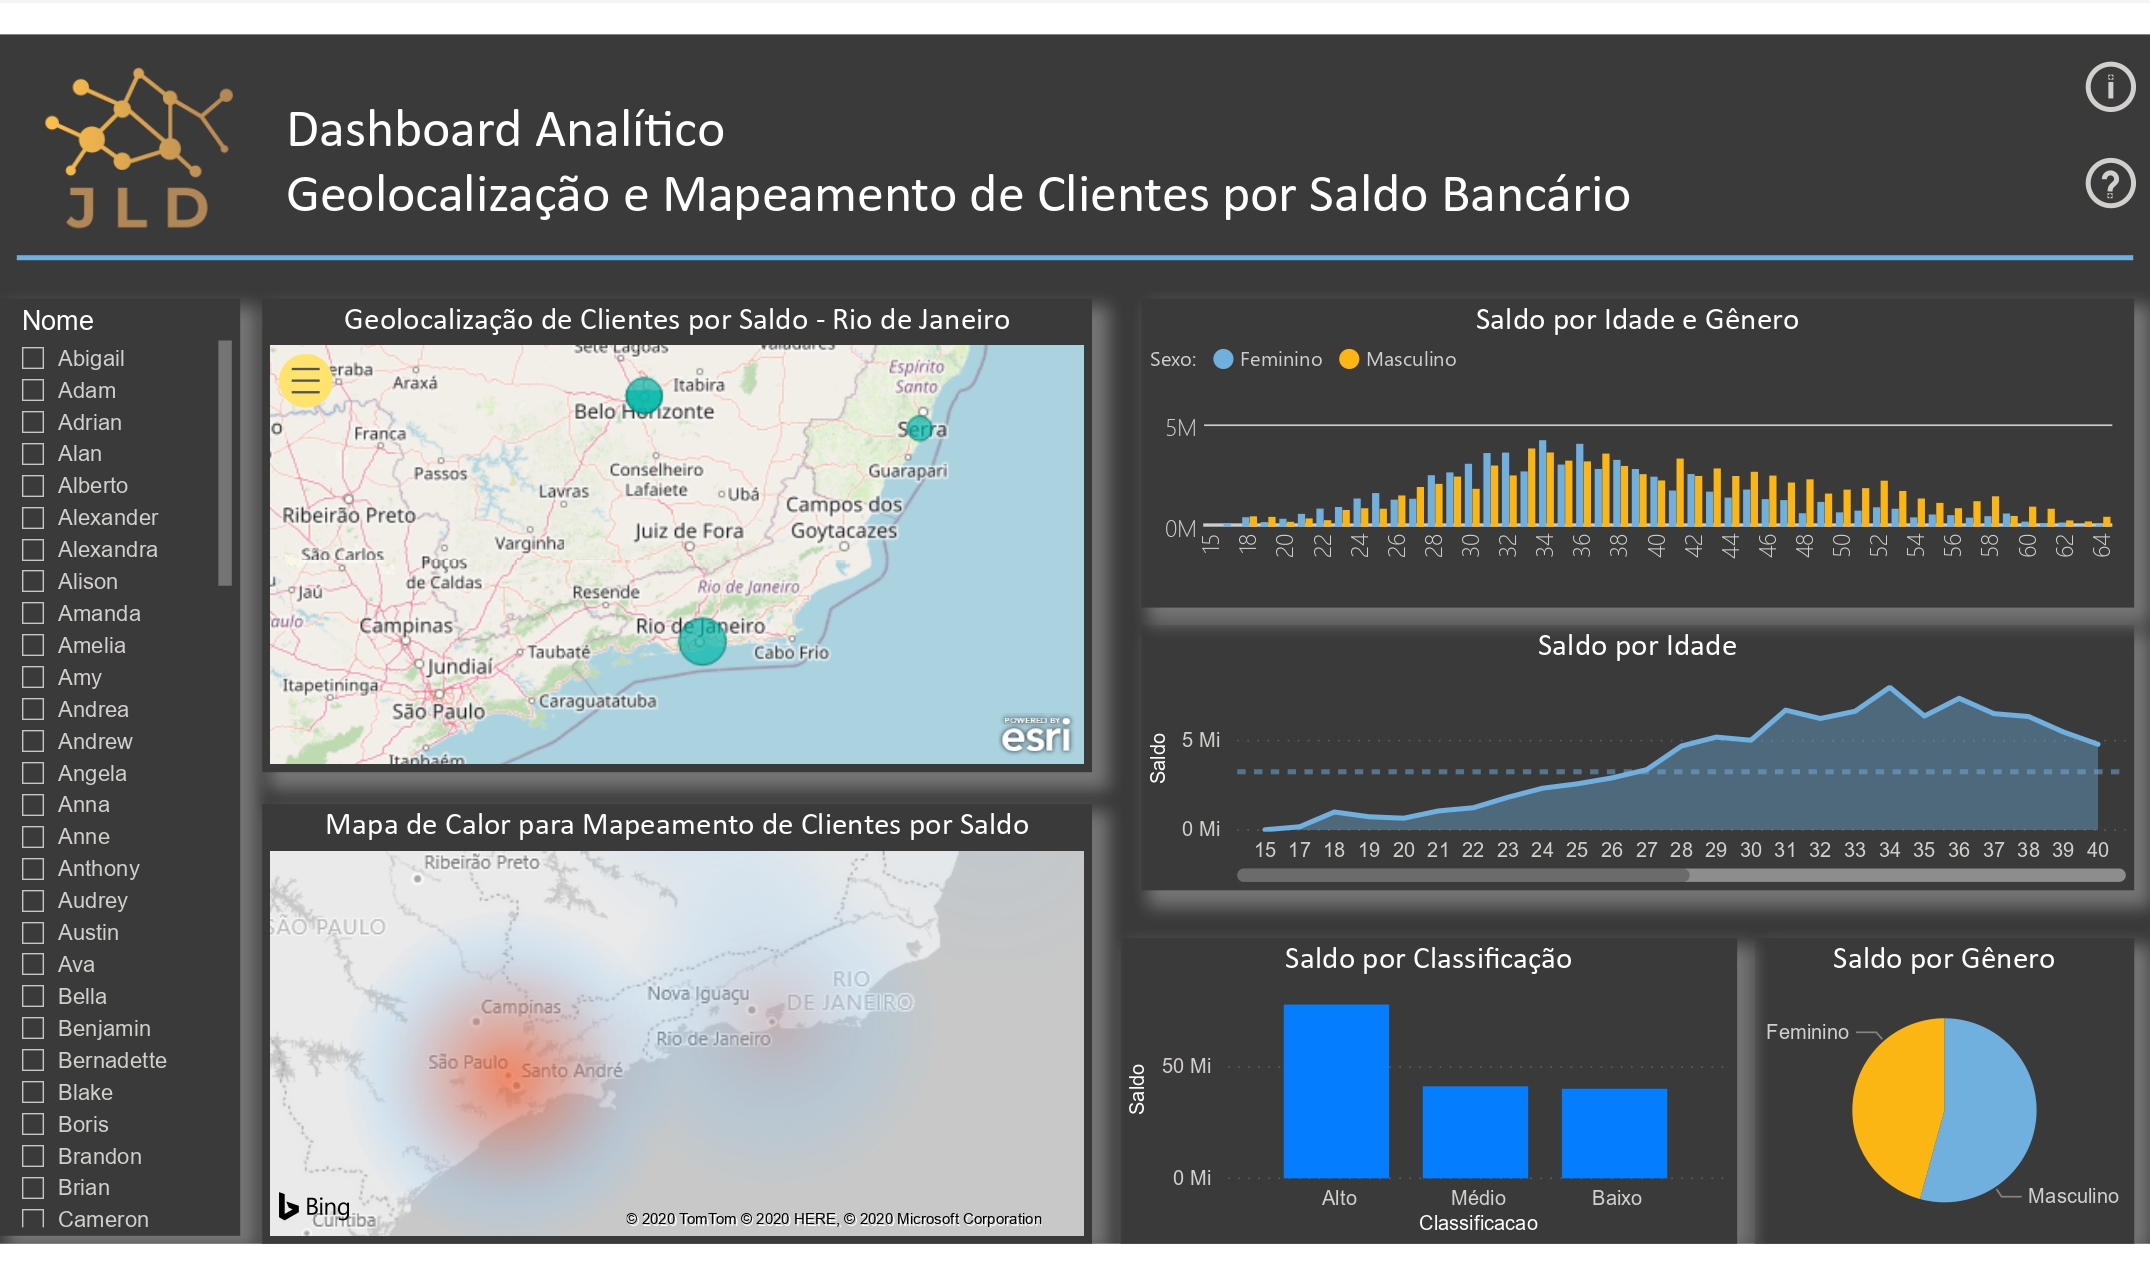 JLD
Dashboard Analítico
Geolocalização e Mapeamento de Clientes por Saldo Bancário
i
?
Nome
Abigail
Adam
Adrian
Alan
Alberto
Alexander
Alexandra
Alison
Amanda
Amelia
Amy
Andrea
Andrew
Angela
Anna
Anne
Anthony
Audrey
Austin
Ava
Bella
Benjamin
Bernadette
Blake
Boris
Brandon
Brian
Cameron
Geolocalização de Clientes por Saldo - Rio de Janeiro
Sete Lagoas
Valadares
eraba
Araxá
Itabira
Espírito
Santo
Belo Horizonte
Franca
Serra
Passos
Conselheiro
Lafaiete
Guarapari
Lavras
Ubá
Campos dos
Goytacazes
Ribeirão Preto
Juiz de Fora
Varginha
São Carlos
Poços
de Caldas
Jaú
Resende
Rio de Janeiro
aulo
Campinas
Rio de Janeiro
Taubaté
Cabo Frio
Jundiaí
Itapetininga
Caraguatatuba
São Paulo
Itanhaém
POWERED BY
esri
Mapa de Calor para Mapeamento de Clientes por Saldo
Ribeirão Preto
SÃO PAULO
RIO
DE JANEIRO
Nova Iguaçu
Campinas
Rio de Janeiro
São Paulo
Santo André
Bing
Curitiba
© 2020 TomTom © 2020 HERE, © 2020 Microsoft Corporation
Saldo por Idade e Gênero
Sexo: Feminino Masculino
5M
0M
15 18 20 22 24 26 28 30 32 34 36 38 40 42 44 46 48 50 52 54 56 58 60 62 64
Saldo por Idade
Saldo
5 Mi
0 Mi
15 17 18 19 20 21 22 23 24 25 26 27 28 29 30 31 32 33 34 35 36 37 38 39 40
Saldo por Classificação
Saldo
50 Mi
0 Mi
Alto Médio Baixo
Classificacao
Saldo por Gênero
Feminino
Masculino